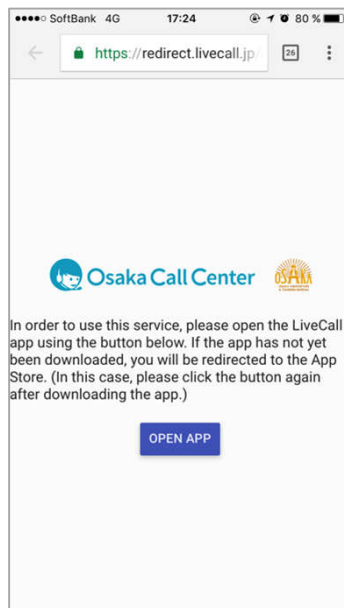 SoftBank 4G 17:24 80 %
https://redirect.livecall.jp/
26
Osaka Call Center OSAKA
In order to use this service, please open the LiveCall
app using the button below. If the app has not yet
been downloaded, you will be redirected to the App
Store. (In this case, please click the button again
after downloading the app.)
OPEN APP